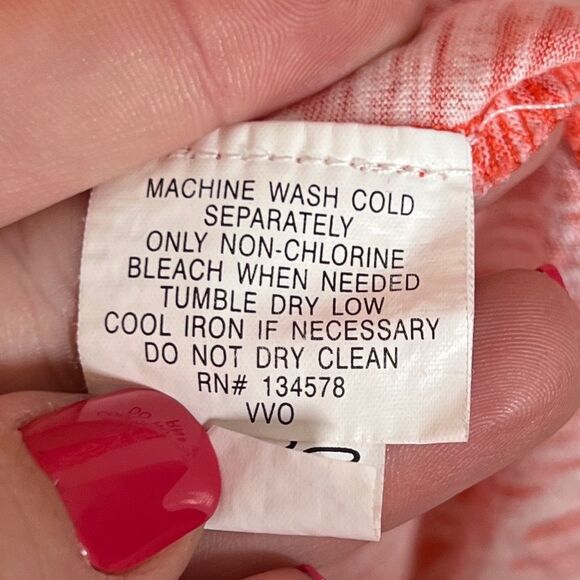 MACHINE WASH COLD
SEPARATELY
ONLY NON-CHLORINE
BLEACH WHEN NEEDED
TUMBLE DRY LOW
COOL IRON IF NECESSARY
DO NOT DRY CLEAN
RN# 134578
VVO